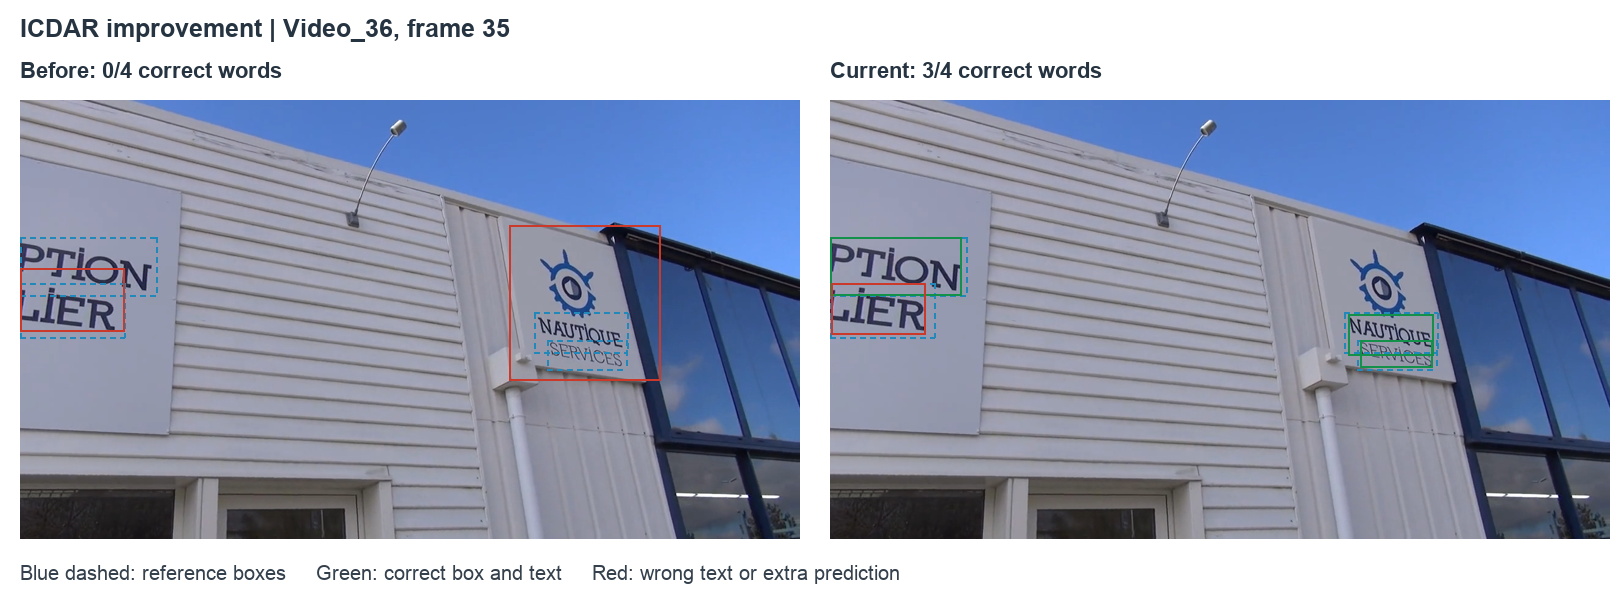 ICDAR improvement | Video_36, frame 35
Before: 0/4 correct words
Current: 3/4 correct words
PTiON
LiER
NAUTiQUE
SERViCES
PTiON
LiER
NAUTiQUE
SERViCES
Blue dashed: reference boxes Green: correct box and text Red: wrong text or extra prediction